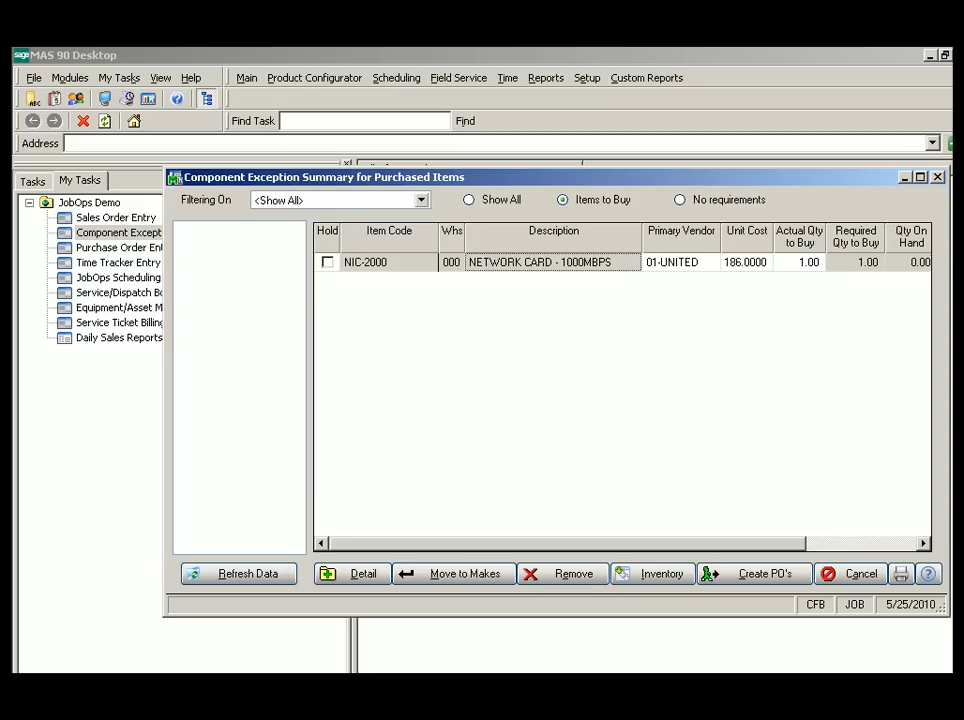 sage MAS 90 Desktop
File Modules My Tasks View Help Main Product Configurator Scheduling Field Service Time Reports Setup Custom Reports
Find Task Find
Address
Tasks My Tasks
JobOps Demo
Sales Order Entry
Component Except
Purchase Order En
Time Tracker Entry
JobOps Scheduling
Service/Dispatch Bo
Equipment/Asset M
Service Ticket Billing
Daily Sales Reports
Component Exception Summary for Purchased Items
Filtering On <Show All> Show All Items to Buy No requirements
Hold Item Code Whs Description Primary Vendor Unit Cost Actual Qty to Buy Required Qty to Buy Qty On Hand
NIC-2000 000 NETWORK CARD - 1000MBPS 01-UNITED 186.0000 1.00 1.00 0.00
Refresh Data Detail Move to Makes Remove Inventory Create PO's Cancel
CFB JOB 5/25/2010